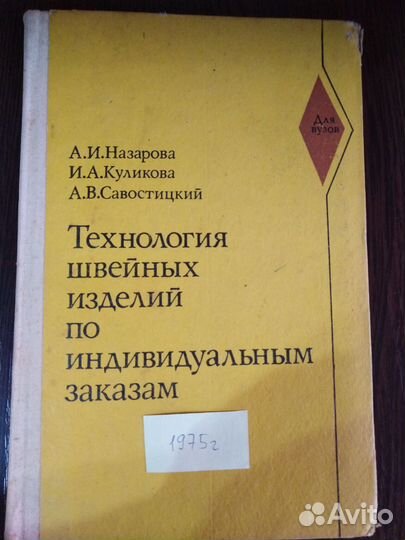 Для
вузов
А.И.Назарова
И.А.Куликова
А.В.Савостицкий
Технология
швейных
изделий
по
индивидуальным
заказам
1975г
Avito